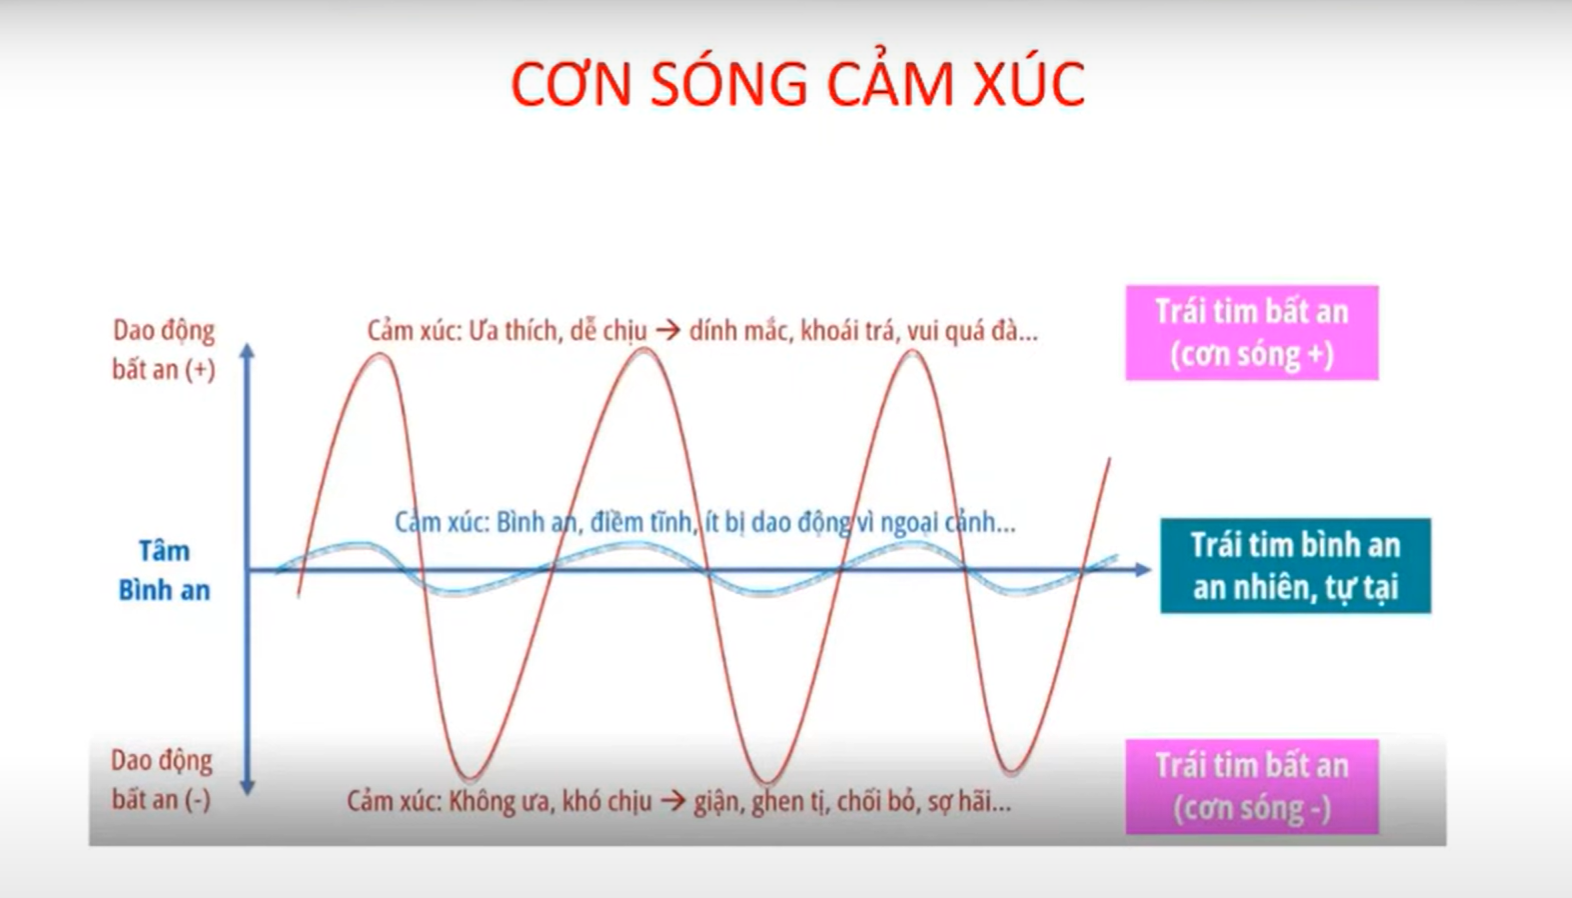 CƠN SÓNG CẢM XÚC
Dao động
bất an (+)
Cảm xúc: Ưa thích, dễ chịu → dính mắc, khoái trá, vui quá đà...
Trái tim bất an
(cơn sóng +)
Cảm xúc: Bình an, điềm tĩnh, ít bị dao động vì ngoại cảnh...
Tâm
Bình an
Trái tim bình an
an nhiên, tự tại
Dao động
bất an (-)
Cảm xúc: Không ưa, khó chịu → giận, ghen tị, chối bỏ, sợ hãi...
Trái tim bất an
(cơn sóng -)